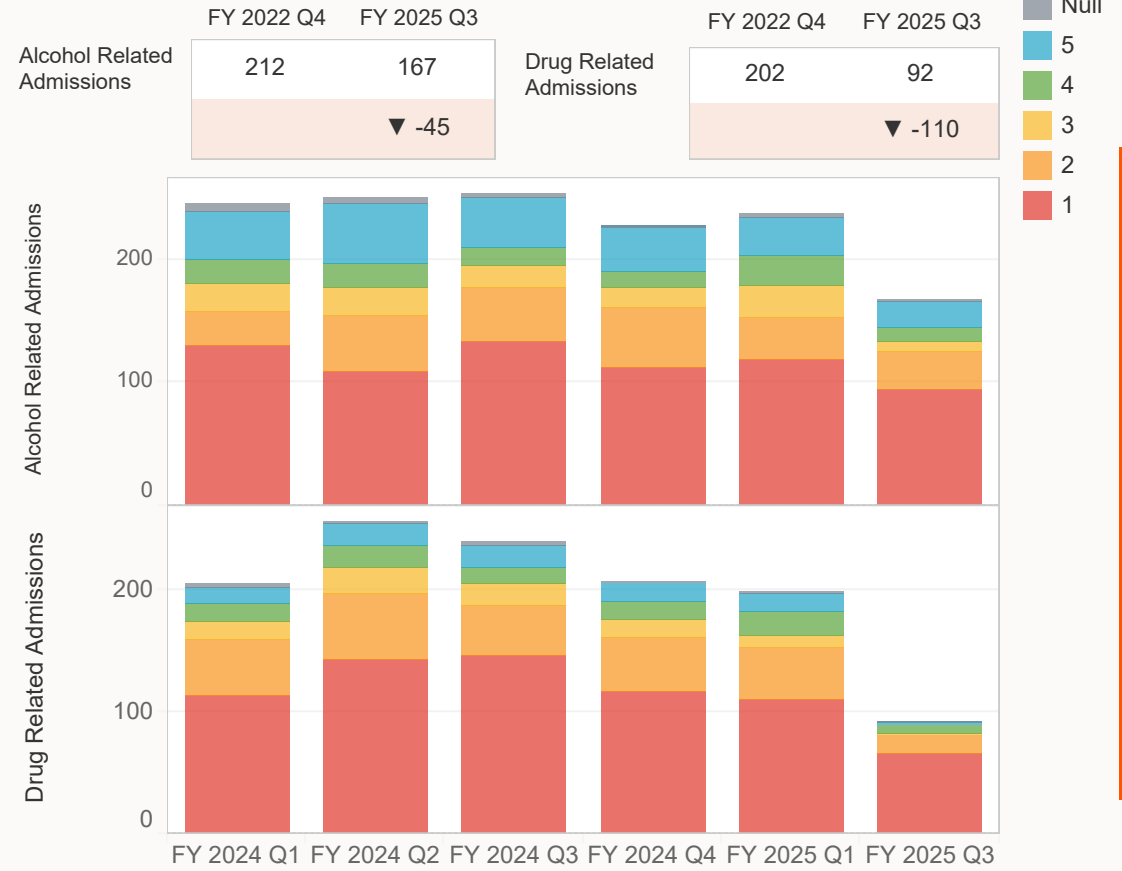 FY 2022 Q4 FY 2025 Q3
Alcohol Related
Admissions
212 167
▼ -45
FY 2022 Q4 FY 2025 Q3
Drug Related
Admissions
202 92
▼ -110
Null
5
4
3
2
1
Alcohol Related Admissions
200
100
0
Drug Related Admissions
200
100
0
FY 2024 Q1 FY 2024 Q2 FY 2024 Q3 FY 2024 Q4 FY 2025 Q1 FY 2025 Q3